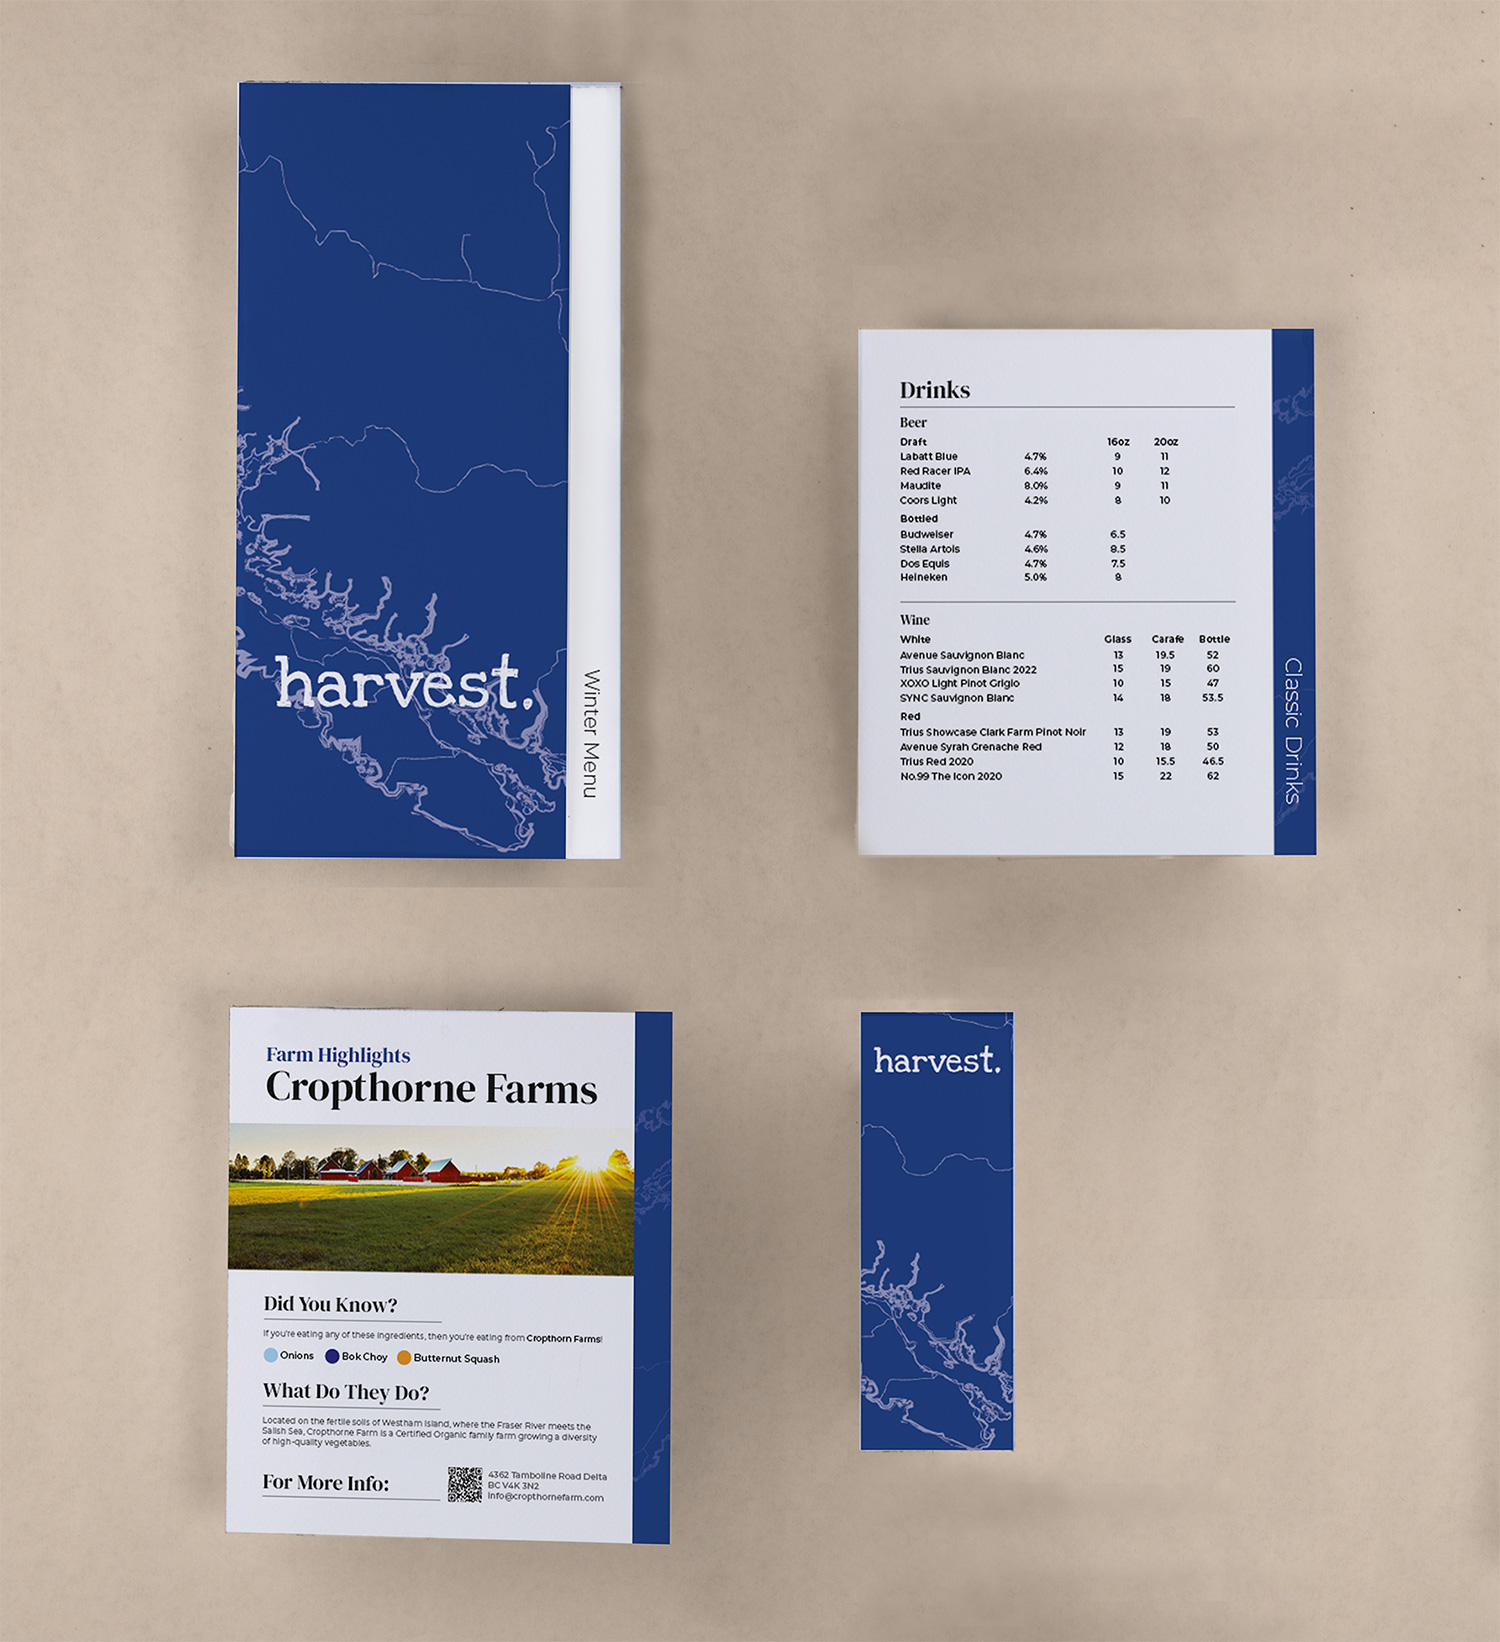 harvest.
Winter Menu
Drinks
Beer
Draft 16oz 20oz
Labatt Blue 4.7% 9 11
Red Racer IPA 6.4% 10 12
Maudite 8.0% 9 11
Coors Light 4.2% 8 10
Bottled
Budweiser 4.7% 6.5
Stella Artois 4.6% 8.5
Dos Equis 4.7% 7.5
Heineken 5.0% 8
Wine
White Glass Carafe Bottle
Avenue Sauvignon Blanc 13 19.5 52
Trius Sauvignon Blanc 2022 15 19 60
XOXO Light Pinot Grigio 10 15 47
SYNC Sauvignon Blanc 14 18 53.5
Red
Trius Showcase Clark Farm Pinot Noir 13 19 53
Avenue Syrah Grenache Red 12 18 50
Trius Red 2020 10 15.5 46.5
No.99 The Icon 2020 15 22 62
Classic Drinks
Farm Highlights
Cropthorne Farms
Did You Know?
If you're eating any of these ingredients, then you're eating from Cropthorn Farms!
Onions Bok Choy Butternut Squash
What Do They Do?
Located on the fertile soils of Westham Island, where the Fraser River meets the
Salish Sea, Cropthorne Farm is a Certified Organic family farm growing a diversity
of high-quality vegetables.
For More Info:
4362 Tamboline Road Delta
BC V4K 3N2
info@cropthornefarm.com
harvest.